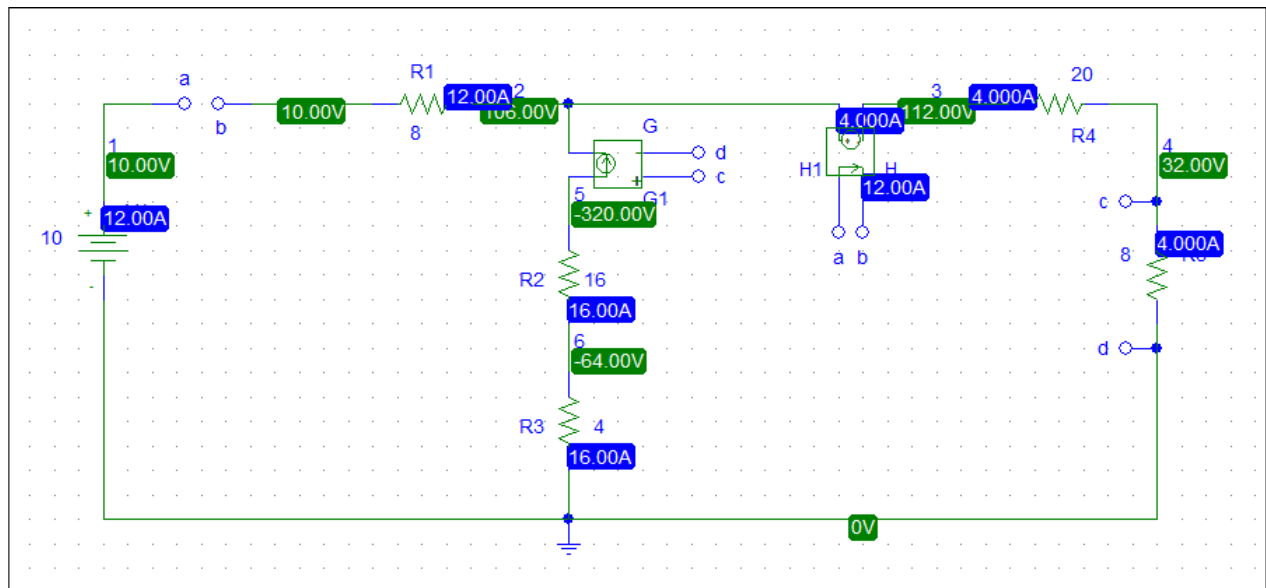 a
R1
12.00A
2
b
10.00V
8
106.00V
G
d
c
G1
4.000A
3
112.00V
4.000A
20
R4
H1
H
12.00A
a b
1
10.00V
+
12.00A
10
-
5
-320.00V
R2
16
16.00A
6
-64.00V
R3
4
16.00A
4
32.00V
c
4.000A
8
d
0V